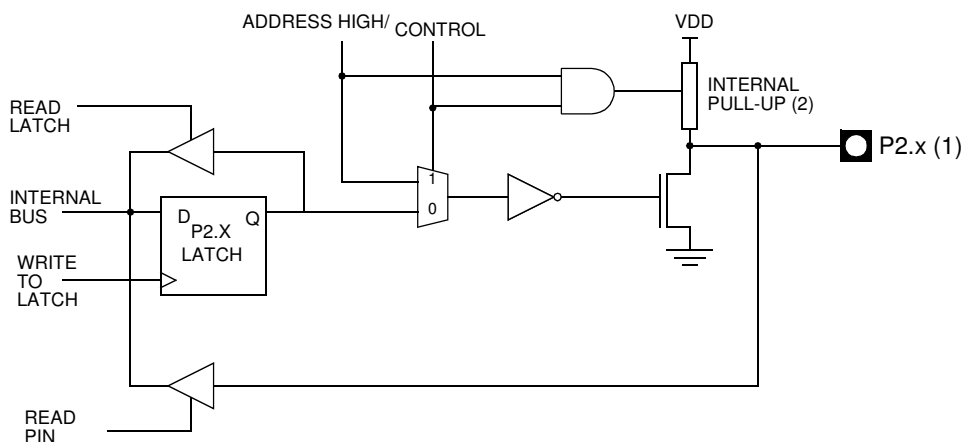 ADDRESS HIGH/ CONTROL
VDD
INTERNAL
PULL-UP (2)
READ
LATCH
P2.x (1)
INTERNAL
BUS
D
Q
P2.X
LATCH
1
0
WRITE
TO
LATCH
READ
PIN